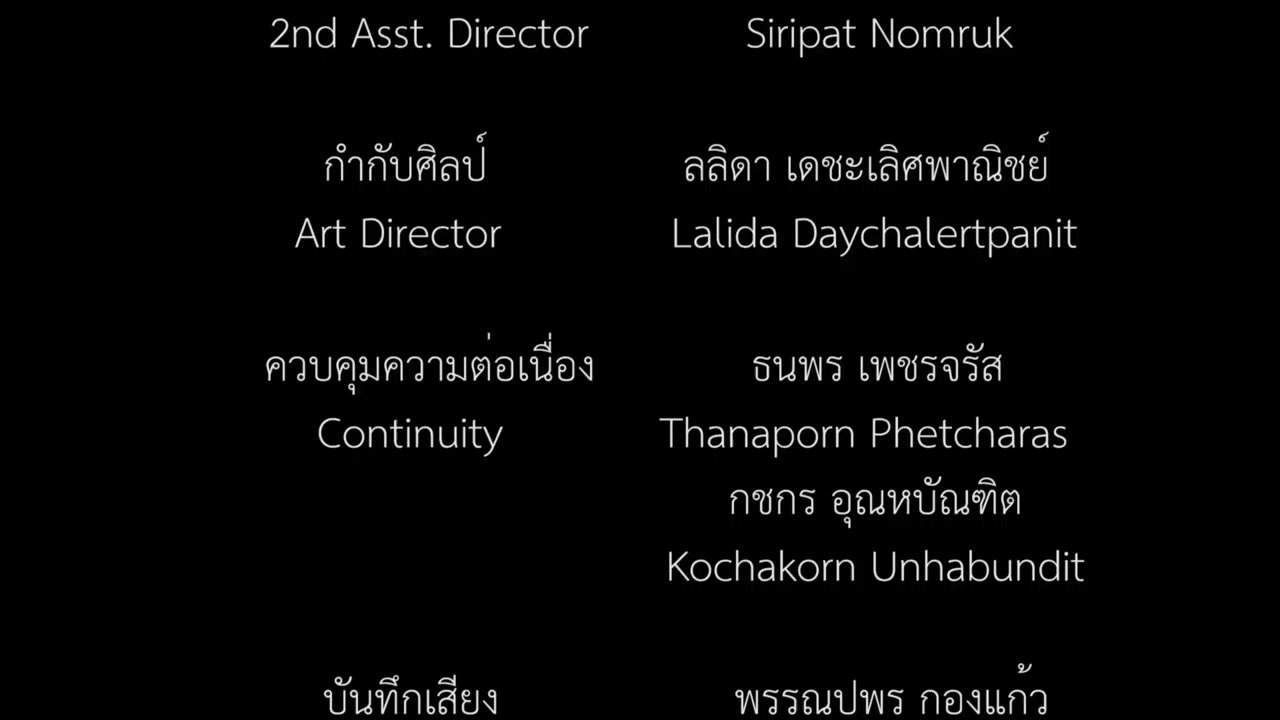 2nd Asst. Director Siripat Nomruk
กำกับศิลป์ ลลิดา เดชะเลิศพาณิชย์
Art Director Lalida Daychalertpanit
ควบคุมความต่อเนื่อง ธนพร เพชรจรัส
Continuity Thanaporn Phetcharas
กชกร อุณหบัณฑิต
Kochakorn Unhabundit
บันทึกเสียง พรรณปพร กองแก้ว